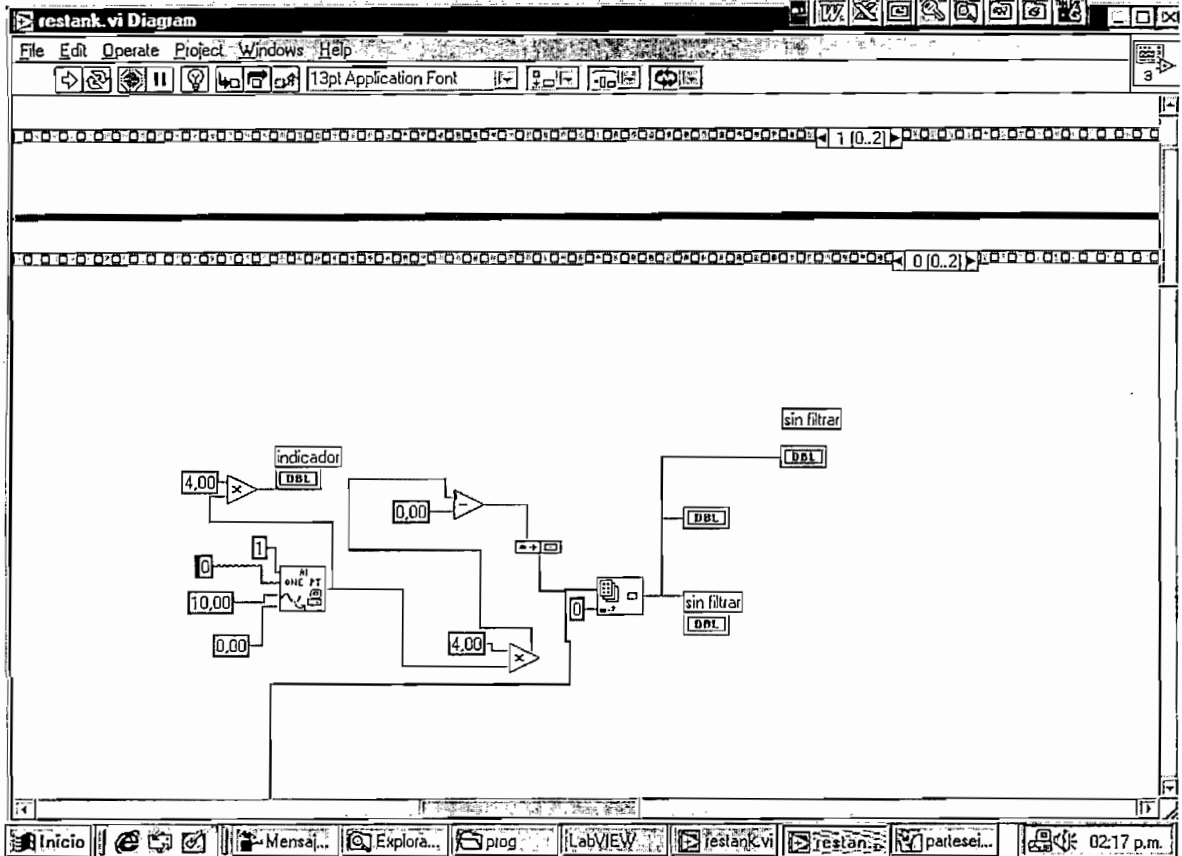 restank.vi Diagram
File Edit Operate Project Windows Help
13pt Application Font
3
1 [0..2]
0 [0..2]
sin filtrar
DBL
indicador
DBL
4,00
x
0,00
-
DBL
1
0
AI
ONE PT
10,00
0
sin filtrar
DBL
0,00
4,00
x
Inicio
Mensaj...
Explora...
prog
LabVIEW
restank.vi
partesei...
02:17 p.m.